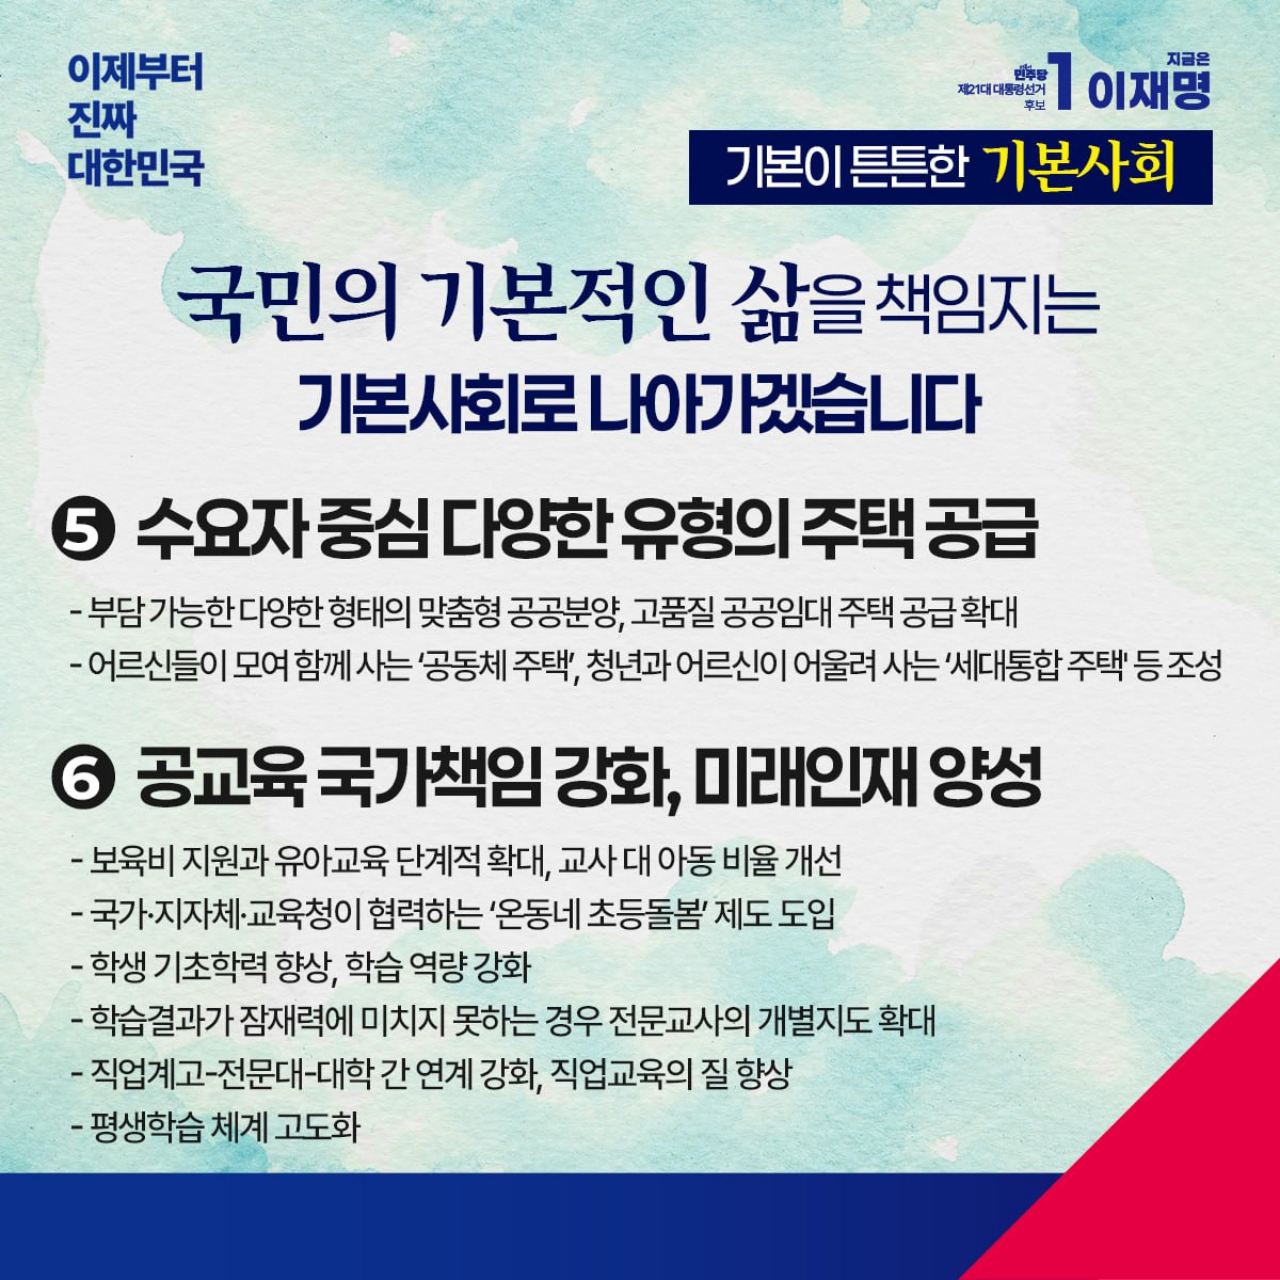 이제부터
진짜
대한민국
더불어
민주당
제21대 대통령선거
후보
1
지금은
이재명
기본이 튼튼한 기본사회
국민의 기본적인 삶을 책임지는
기본사회로 나아가겠습니다
5 수요자 중심 다양한 유형의 주택 공급
- 부담 가능한 다양한 형태의 맞춤형 공공분양, 고품질 공공임대 주택 공급 확대
- 어르신들이 모여 함께 사는 ‘공동체 주택’, 청년과 어르신이 어울려 사는 ‘세대통합 주택' 등 조성
6 공교육 국가책임 강화, 미래인재 양성
- 보육비 지원과 유아교육 단계적 확대, 교사 대 아동 비율 개선
- 국가·지자체·교육청이 협력하는 ‘온동네 초등돌봄’ 제도 도입
- 학생 기초학력 향상, 학습 역량 강화
- 학습결과가 잠재력에 미치지 못하는 경우 전문교사의 개별지도 확대
- 직업계고-전문대-대학 간 연계 강화, 직업교육의 질 향상
- 평생학습 체계 고도화